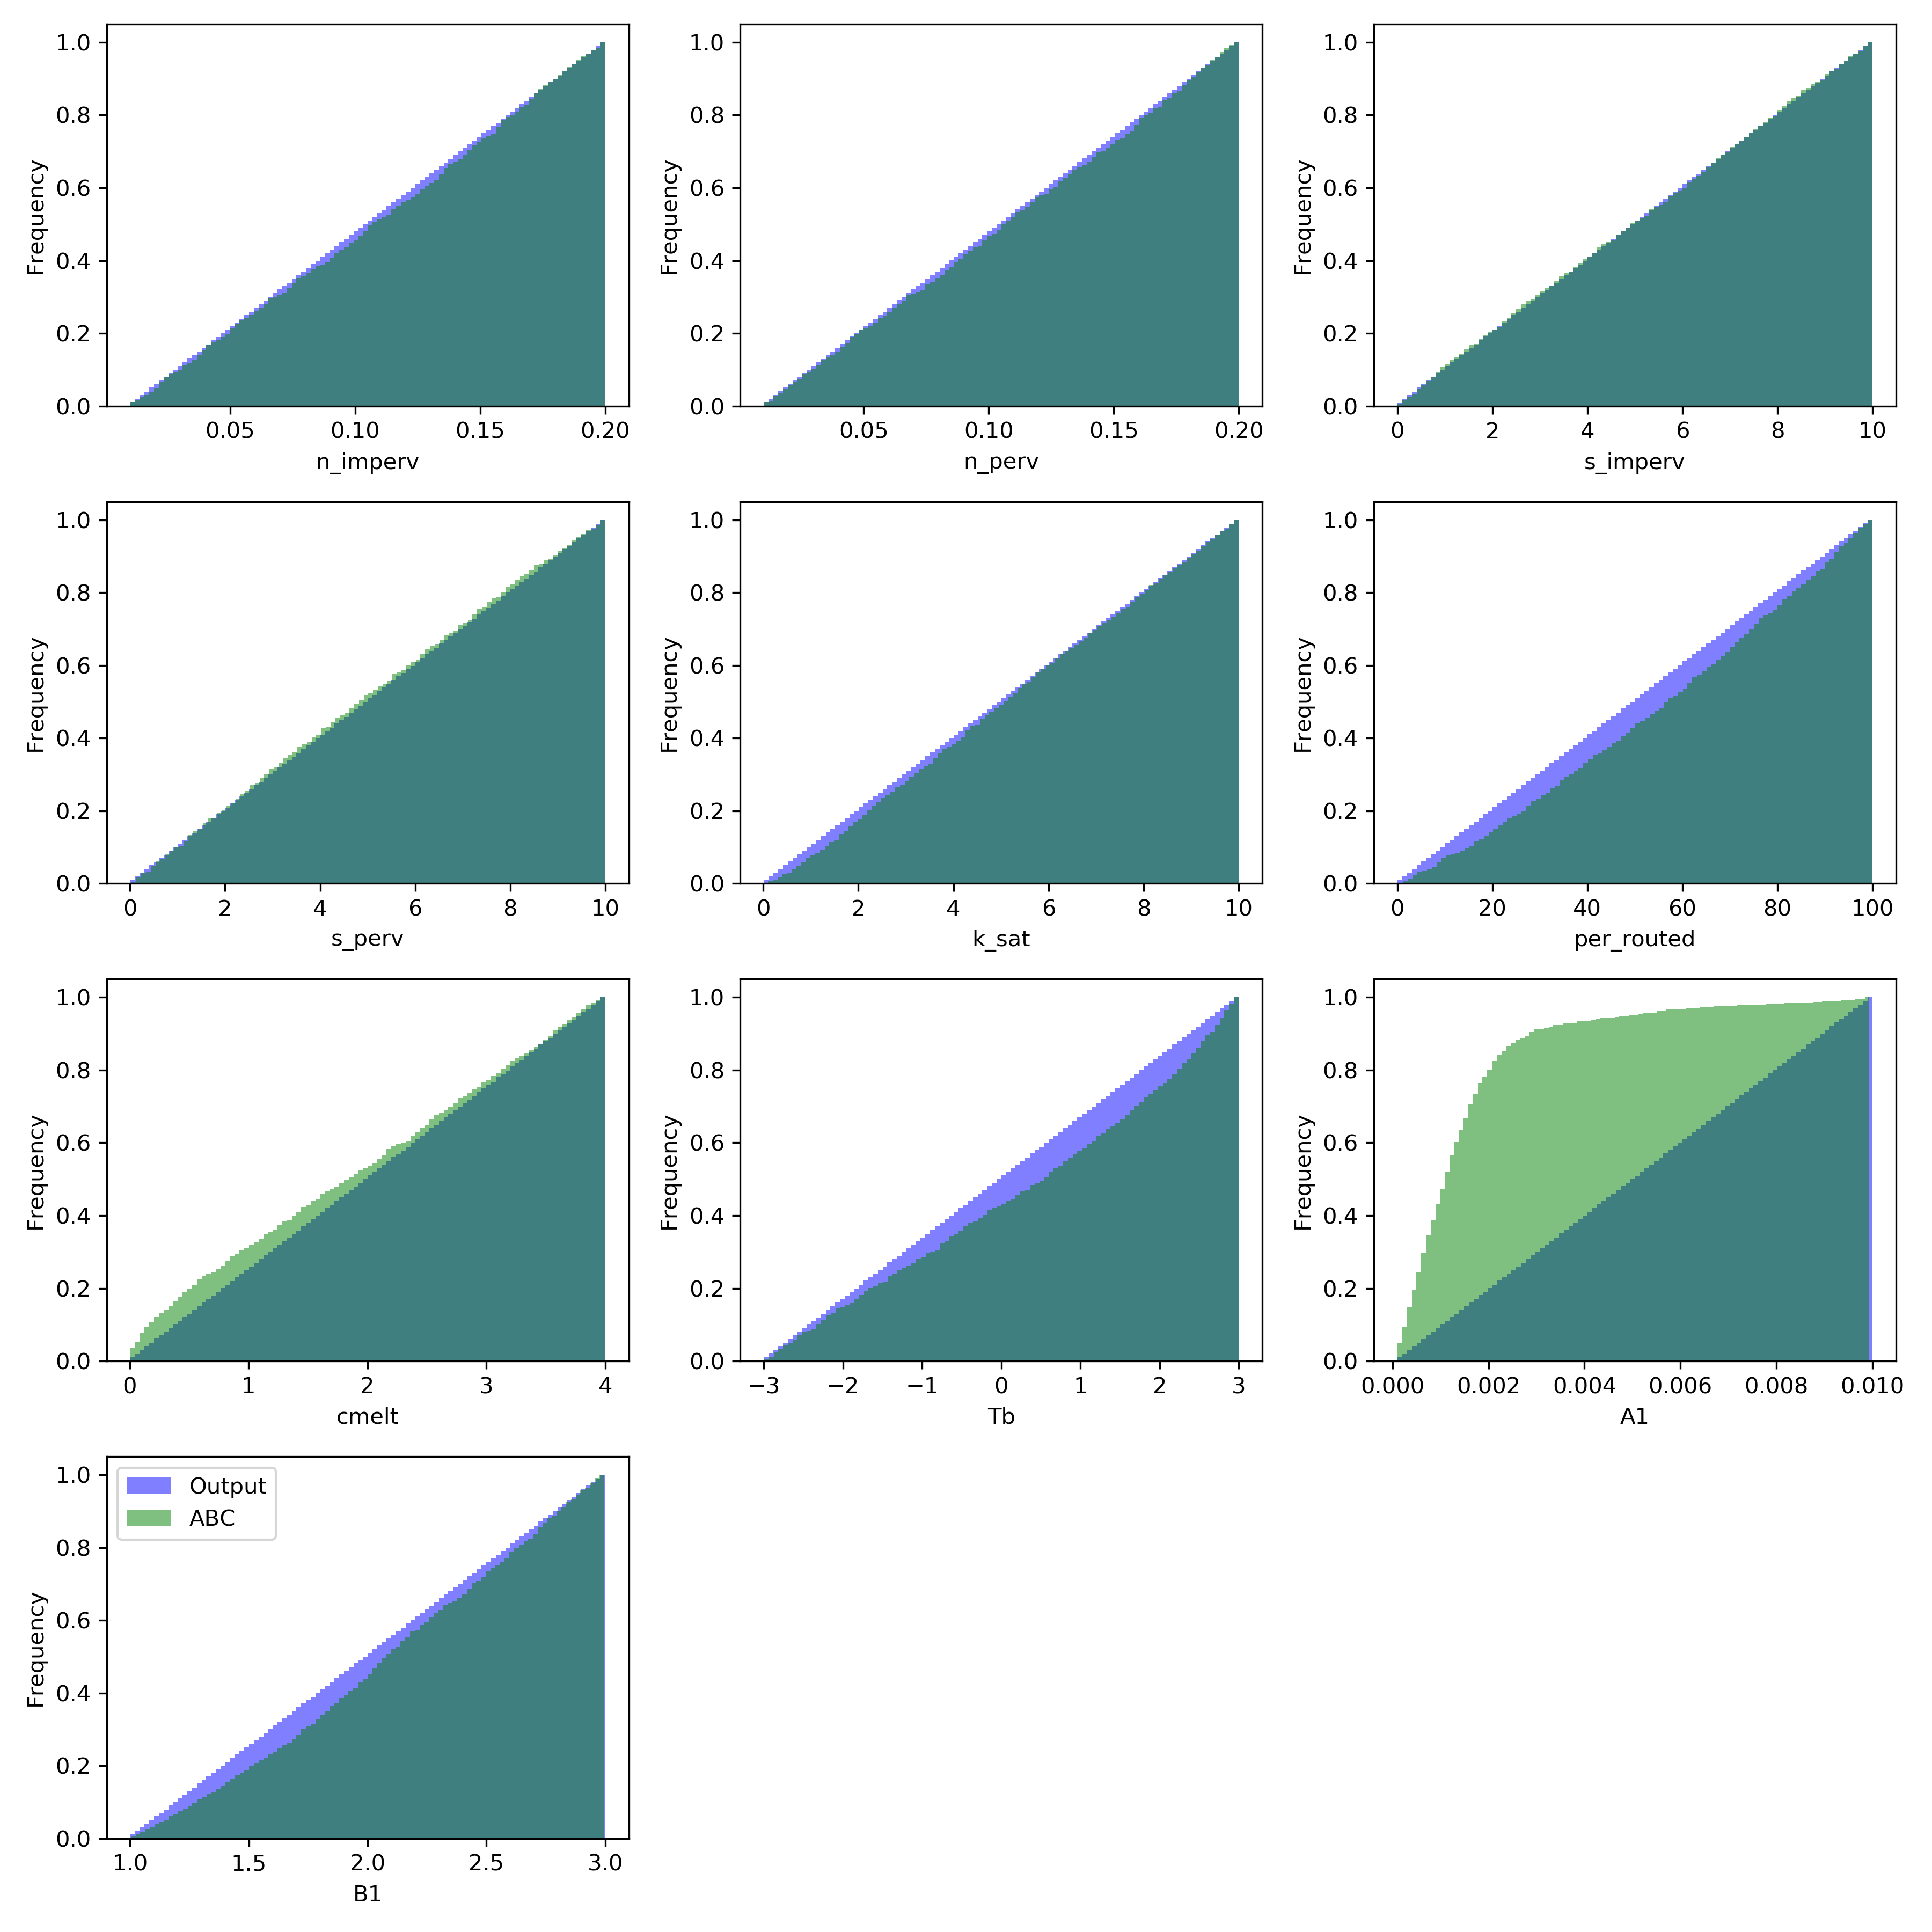 1.0
0.8
0.6
0.4
0.2
0.0
Frequency
0.05 0.10 0.15 0.20
n_imperv
1.0
0.8
0.6
0.4
0.2
0.0
Frequency
0.05 0.10 0.15 0.20
n_perv
1.0
0.8
0.6
0.4
0.2
0.0
Frequency
0 2 4 6 8 10
s_imperv
1.0
0.8
0.6
0.4
0.2
0.0
Frequency
0 2 4 6 8 10
s_perv
1.0
0.8
0.6
0.4
0.2
0.0
Frequency
0 2 4 6 8 10
k_sat
1.0
0.8
0.6
0.4
0.2
0.0
Frequency
0 20 40 60 80 100
per_routed
1.0
0.8
0.6
0.4
0.2
0.0
Frequency
0 1 2 3 4
cmelt
1.0
0.8
0.6
0.4
0.2
0.0
Frequency
−3 −2 −1 0 1 2 3
Tb
1.0
0.8
0.6
0.4
0.2
0.0
Frequency
0.000 0.002 0.004 0.006 0.008 0.010
A1
1.0
0.8
0.6
0.4
0.2
0.0
Frequency
Output
ABC
1.0 1.5 2.0 2.5 3.0
B1